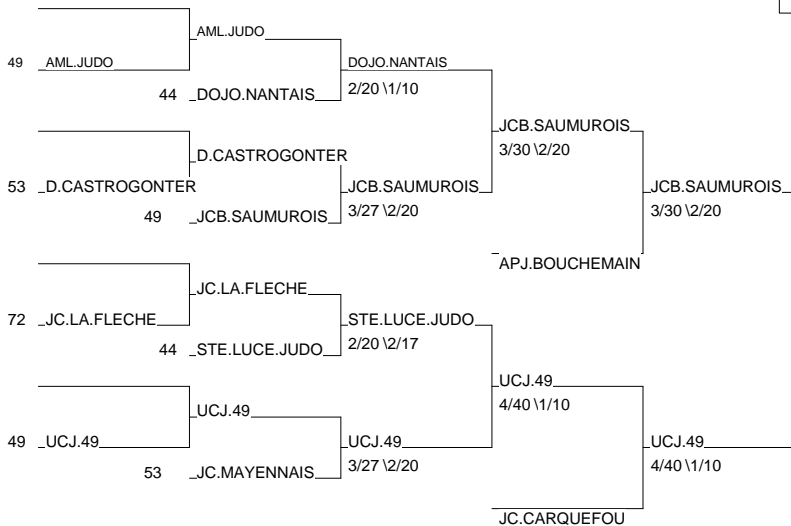 AML.JUDO
49 AML.JUDO
DOJO.NANTAIS
44 DOJO.NANTAIS
2/20 \1/10
JCB.SAUMUROIS
3/30 \2/20
D.CASTROGONTER
53 D.CASTROGONTER
JCB.SAUMUROIS
JCB.SAUMUROIS
49 JCB.SAUMUROIS
3/27 \2/20
3/30 \2/20
APJ.BOUCHEMAIN
JC.LA.FLECHE
72 JC.LA.FLECHE
STE.LUCE.JUDO
44 STE.LUCE.JUDO
2/20 \2/17
UCJ.49
4/40 \1/10
UCJ.49
49 UCJ.49
UCJ.49
UCJ.49
53 JC.MAYENNAIS
3/27 \2/20
4/40 \1/10
JC.CARQUEFOU